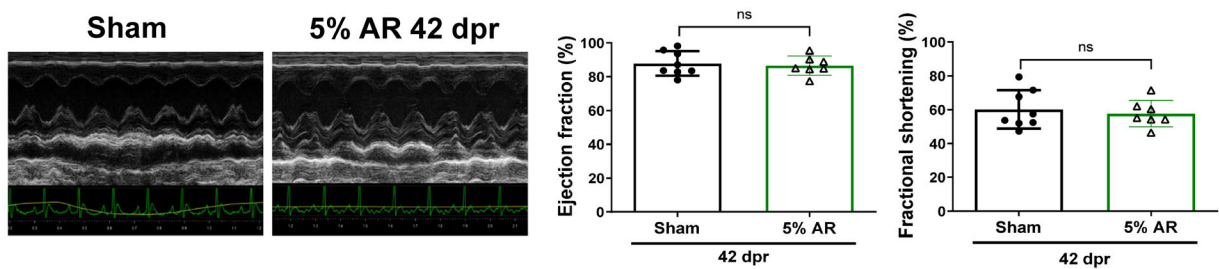 Sham
5% AR 42 dpr
Ejection fraction (%)
100
80
60
40
20
0
ns
Sham
5% AR
42 dpr
Fractional shortening (%)
100
80
60
40
20
0
ns
Sham
5% AR
42 dpr